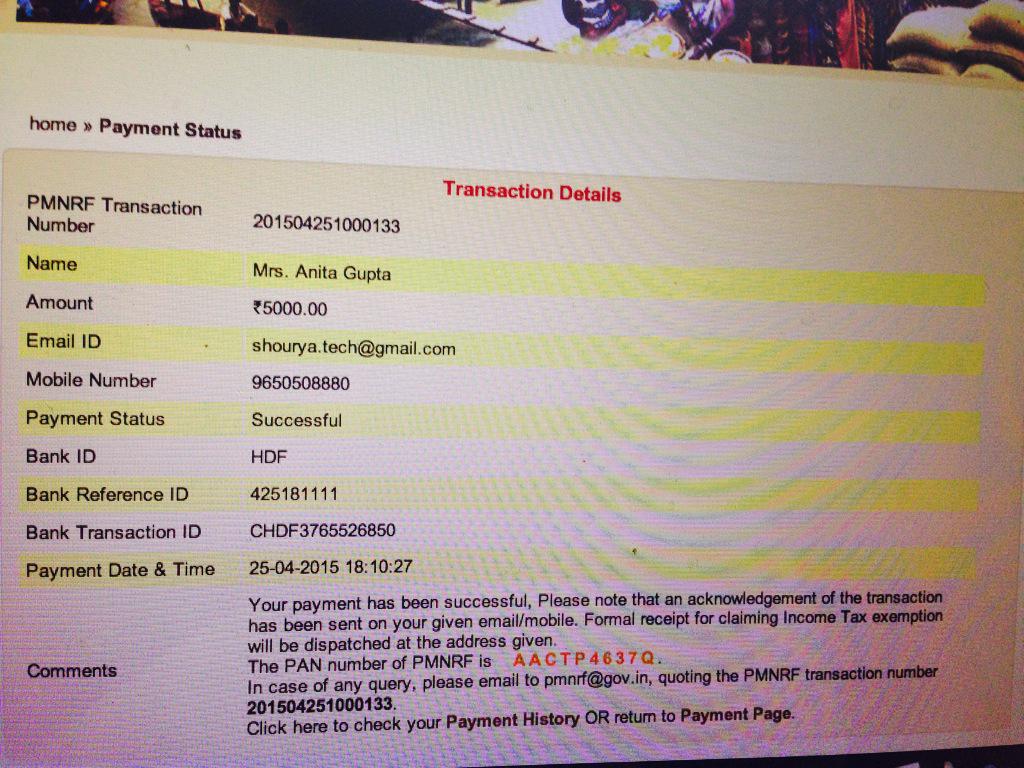 home » Payment Status
Transaction Details
PMNRF Transaction
Number
201504251000133
Name
Mrs. Anita Gupta
Amount
₹5000.00
Email ID
shourya.tech@gmail.com
Mobile Number
9650508880
Payment Status
Successful
Bank ID
HDF
Bank Reference ID
425181111
Bank Transaction ID
CHDF3765526850
Payment Date & Time
25-04-2015 18:10:27
Comments
Your payment has been successful, Please note that an acknowledgement of the transaction
has been sent on your given email/mobile. Formal receipt for claiming Income Tax exemption
will be dispatched at the address given.
The PAN number of PMNRF is AACTP4637Q.
In case of any query, please email to pmnrf@gov.in, quoting the PMNRF transaction number
201504251000133.
Click here to check your Payment History OR return to Payment Page.